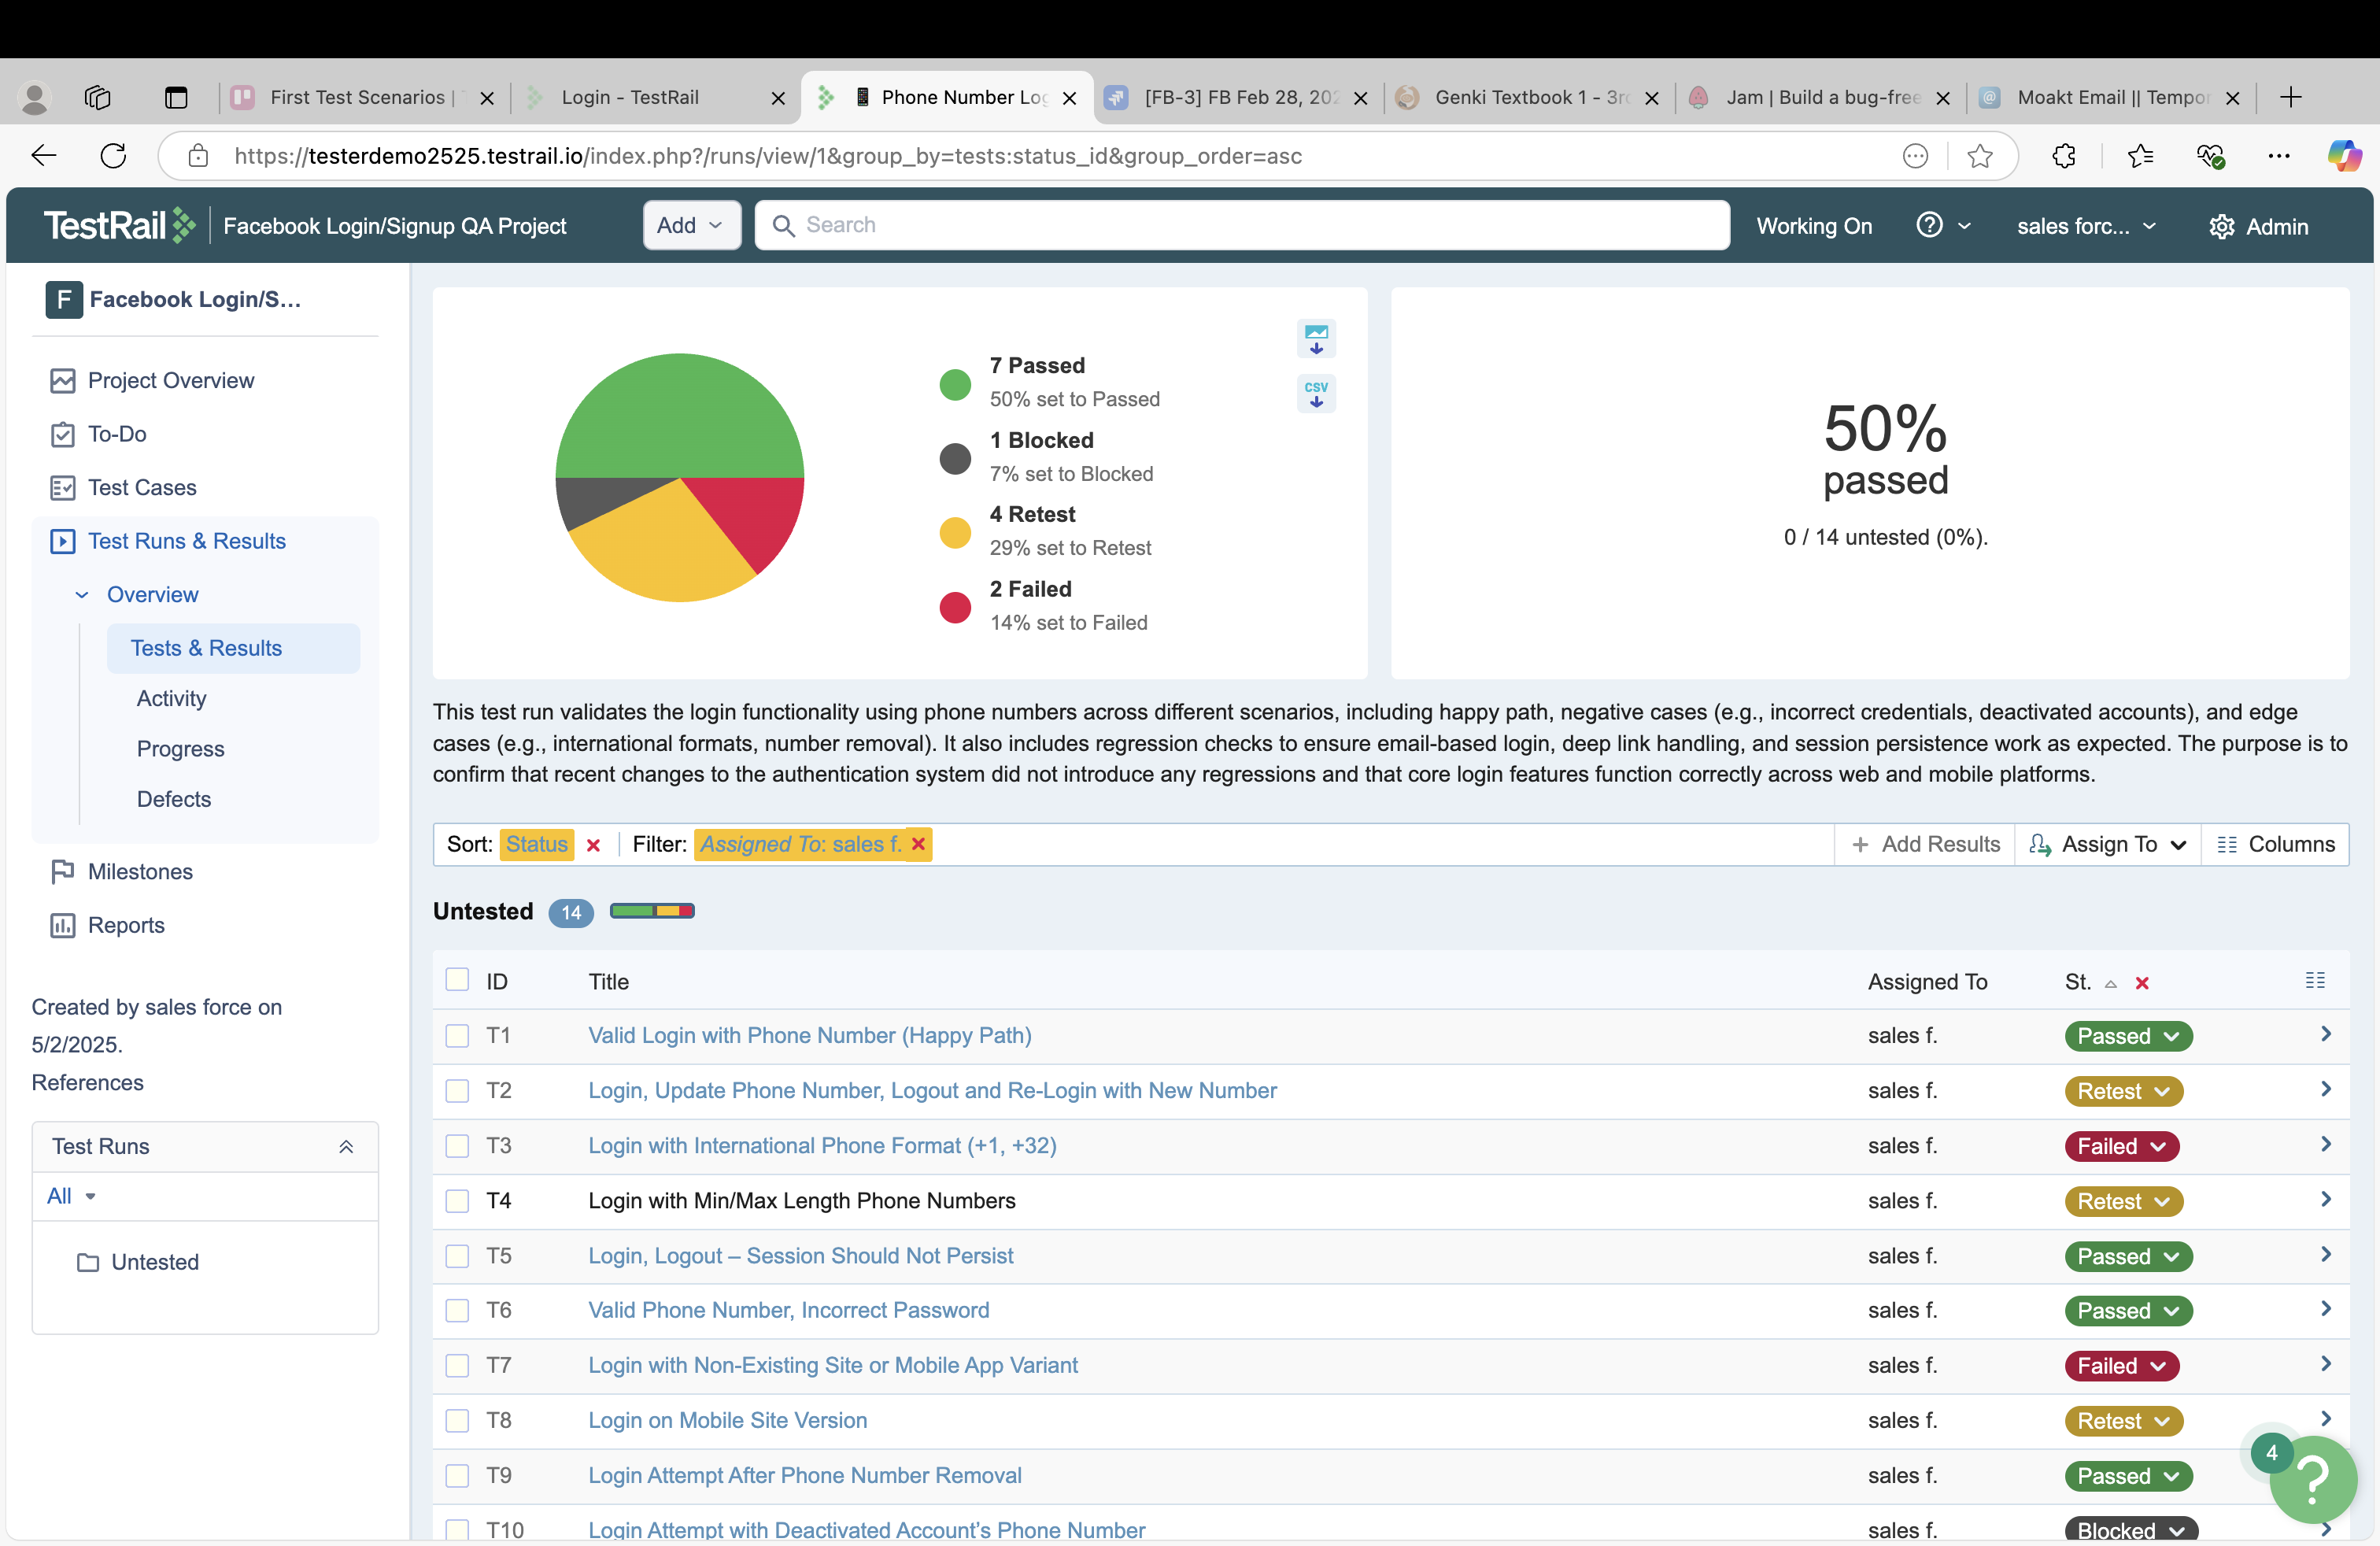 First Test Scenarios |
Login - TestRail
Phone Number Log
[FB-3] FB Feb 28, 202
Genki Textbook 1 - 3r
Jam | Build a bug-free
Moakt Email || Tempor
https://testerdemo2525.testrail.io/index.php?/runs/view/1&group_by=tests:status_id&group_order=asc
TestRail
Facebook Login/Signup QA Project
Add
Search
Working On
sales forc...
Admin
F
Facebook Login/S...
Project Overview
To-Do
Test Cases
Test Runs & Results
Overview
Tests & Results
Activity
Progress
Defects
Milestones
Reports
Created by sales force on
5/2/2025.
References
Test Runs
All
Untested
7 Passed
50% set to Passed
1 Blocked
7% set to Blocked
4 Retest
29% set to Retest
2 Failed
14% set to Failed
CSV
50%
passed
0 / 14 untested (0%).
This test run validates the login functionality using phone numbers across different scenarios, including happy path, negative cases (e.g., incorrect credentials, deactivated accounts), and edge
cases (e.g., international formats, number removal). It also includes regression checks to ensure email-based login, deep link handling, and session persistence work as expected. The purpose is to
confirm that recent changes to the authentication system did not introduce any regressions and that core login features function correctly across web and mobile platforms.
Sort: Status Filter: Assigned To: sales f. Add Results Assign To Columns
Untested 14
ID Title Assigned To St.
T1 Valid Login with Phone Number (Happy Path) sales f. Passed
T2 Login, Update Phone Number, Logout and Re-Login with New Number sales f. Retest
T3 Login with International Phone Format (+1, +32) sales f. Failed
T4 Login with Min/Max Length Phone Numbers sales f. Retest
T5 Login, Logout – Session Should Not Persist sales f. Passed
T6 Valid Phone Number, Incorrect Password sales f. Passed
T7 Login with Non-Existing Site or Mobile App Variant sales f. Failed
T8 Login on Mobile Site Version sales f. Retest
T9 Login Attempt After Phone Number Removal sales f. Passed
T10 Login Attempt with Deactivated Account’s Phone Number sales f. Blocked
4
?